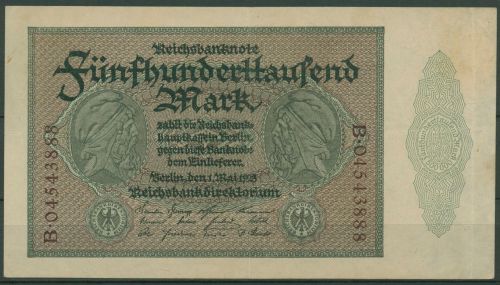 Reichsbanknote
Fünfhunderttausend
Mark
zahlt die Reichsbank-
hauptkasse in Berlin
gegen diese Banknote
dem Einlieferer.
Berlin, den 1. Mai 1923
Reichsbankdirektorium
B·04543888
B·04543888